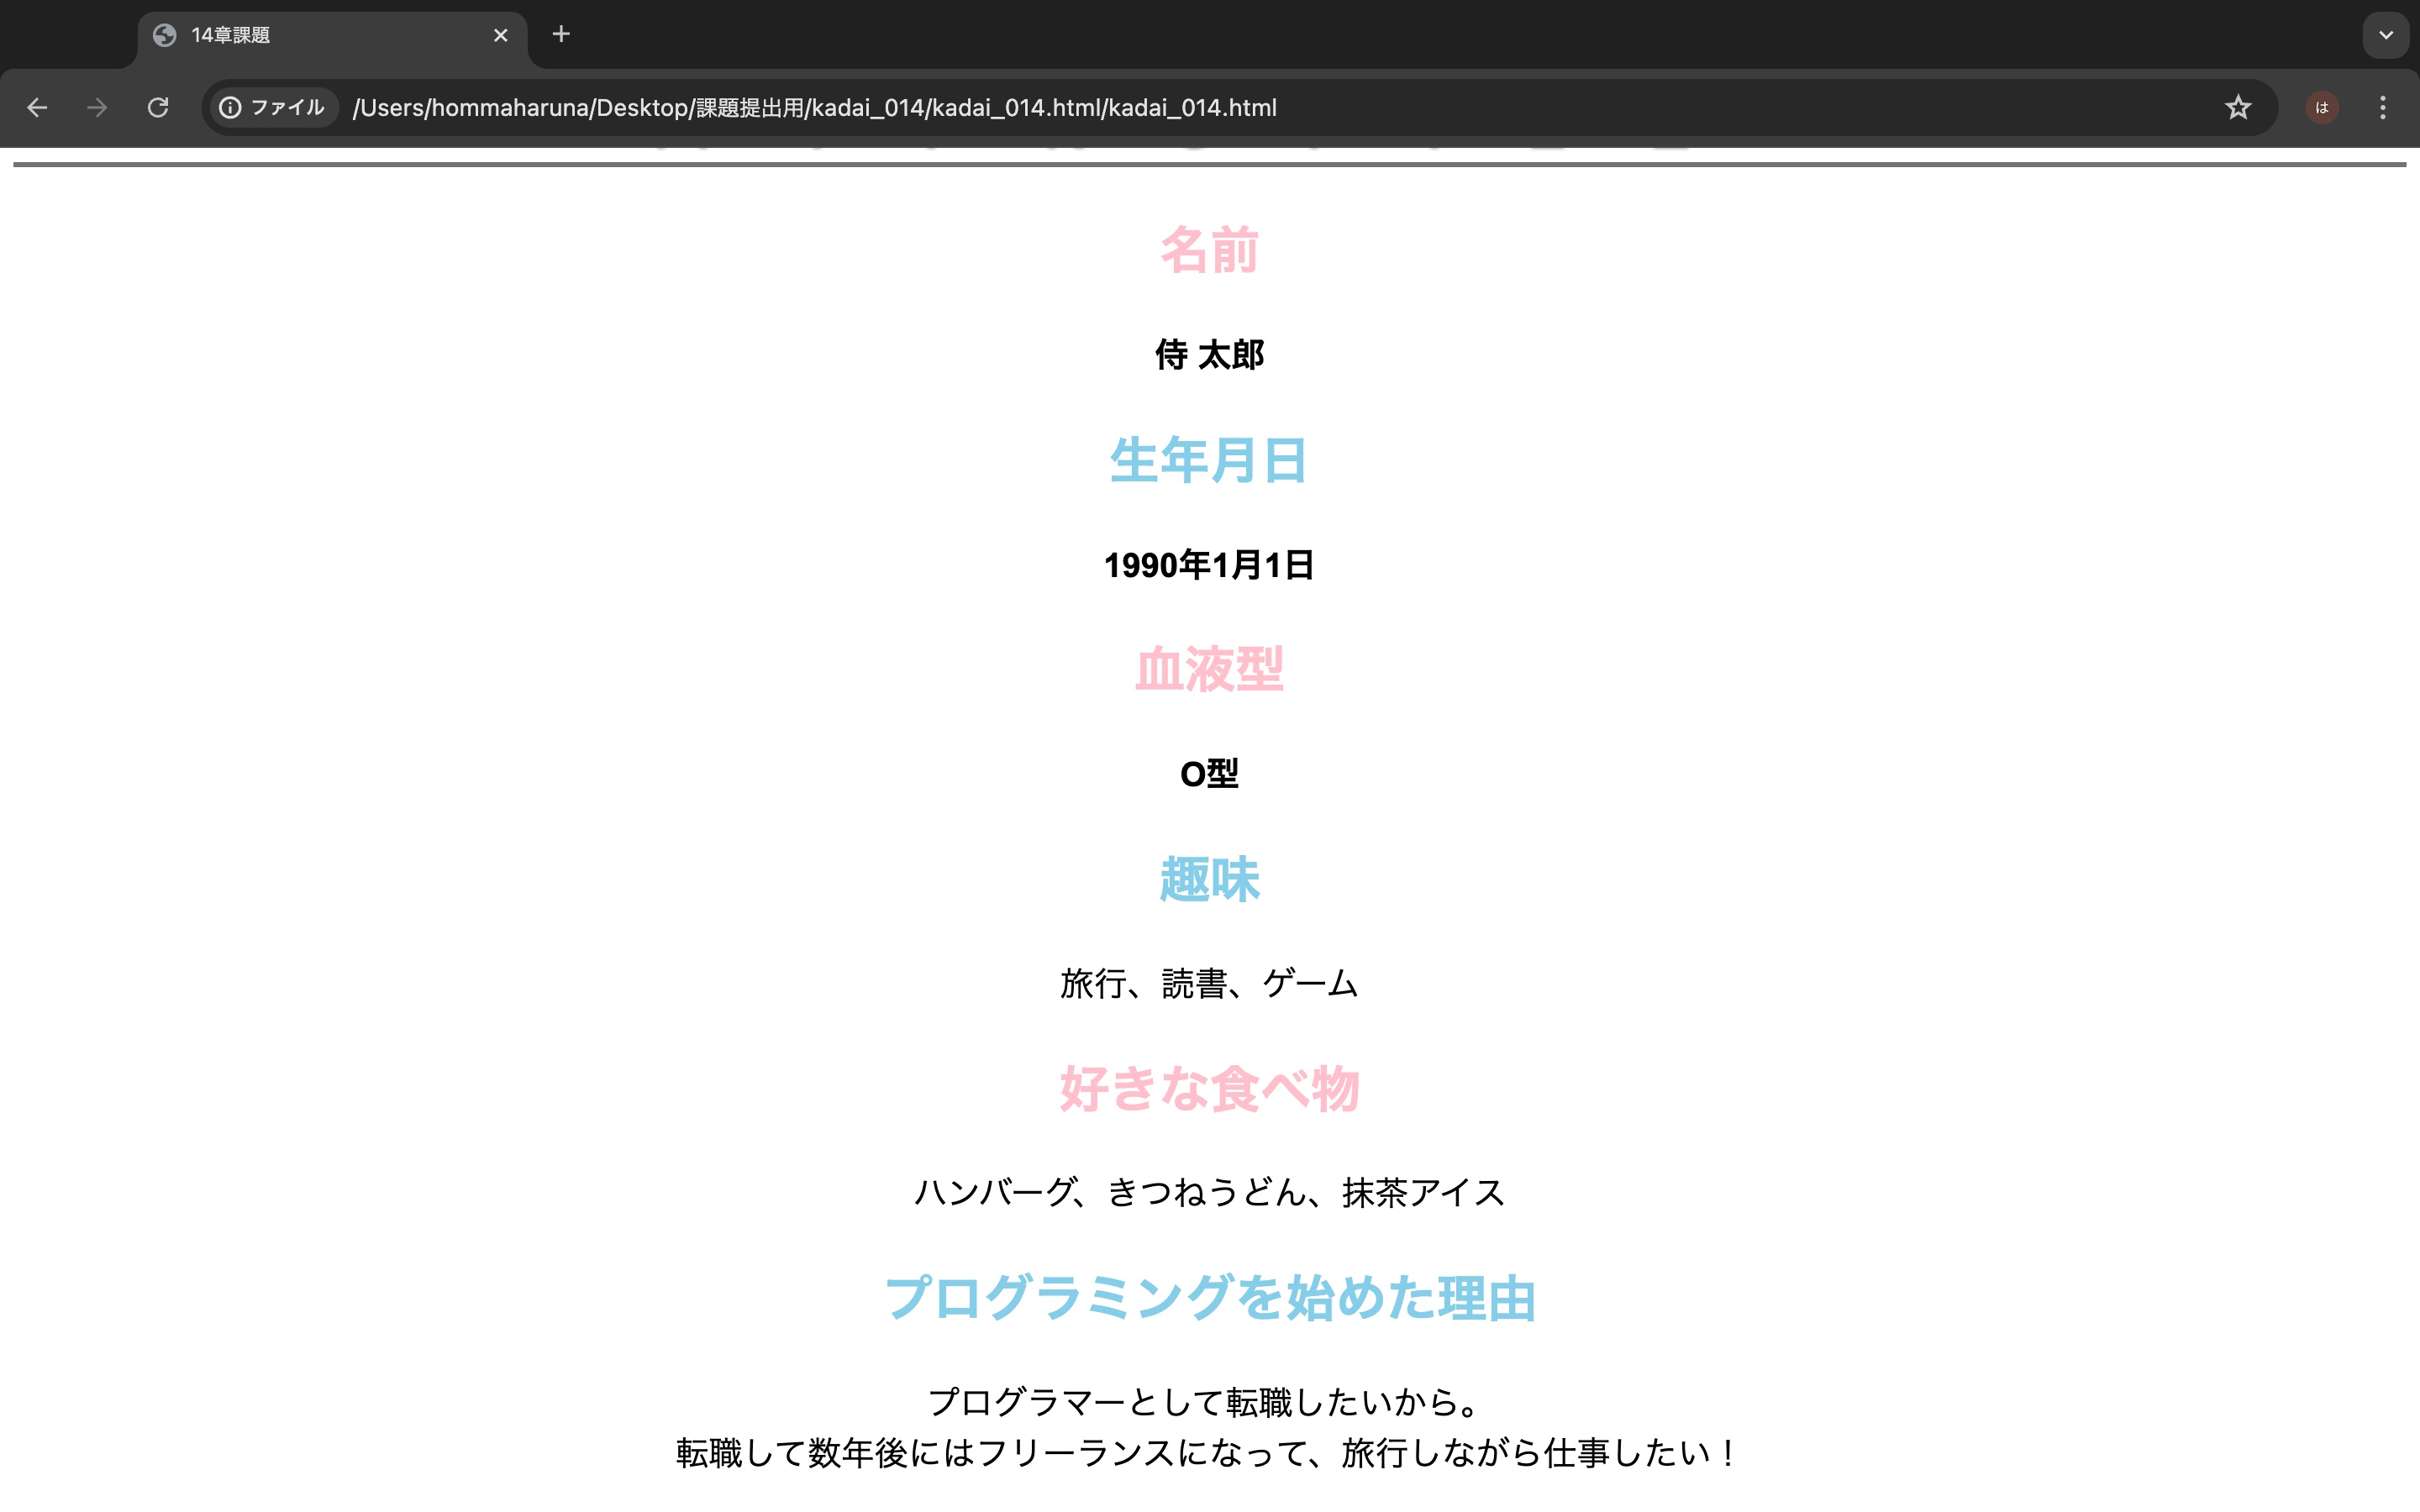 14章課題
ファイル
/Users/hommaharuna/Desktop/課題提出用/kadai_014/kadai_014.html/kadai_014.html
は
名前
侍 太郎
生年月日
1990年1月1日
血液型
O型
趣味
旅行、読書、ゲーム
好きな食べ物
ハンバーグ、きつねうどん、抹茶アイス
プログラミングを始めた理由
プログラマーとして転職したいから。
転職して数年後にはフリーランスになって、旅行しながら仕事したい！